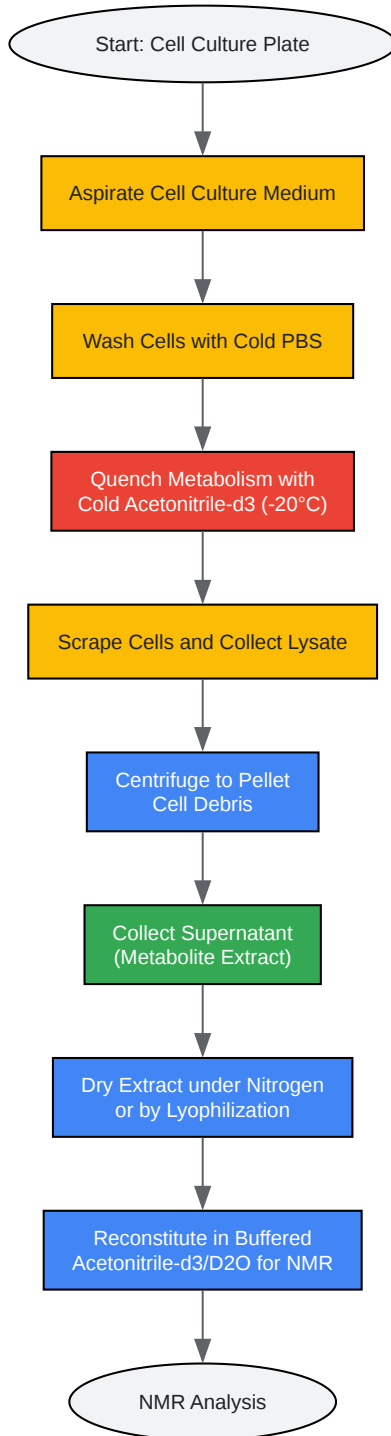 Start: Cell Culture Plate
Aspirate Cell Culture Medium
Wash Cells with Cold PBS
Quench Metabolism with
Cold Acetonitrile-d3 (-20°C)
Scrape Cells and Collect Lysate
Centrifuge to Pellet
Cell Debris
Collect Supernatant
(Metabolite Extract)
Dry Extract under Nitrogen
or by Lyophilization
Reconstitute in Buffered
Acetonitrile-d3/D2O for NMR
NMR Analysis